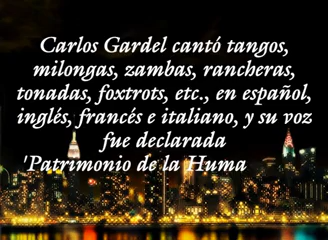 Carlos Gardel cantó tangos,
milongas, zambas, rancheras,
tonadas, foxtrots, etc., en español,
inglés, francés e italiano, y su voz
fue declarada
'Patrimonio de la Huma